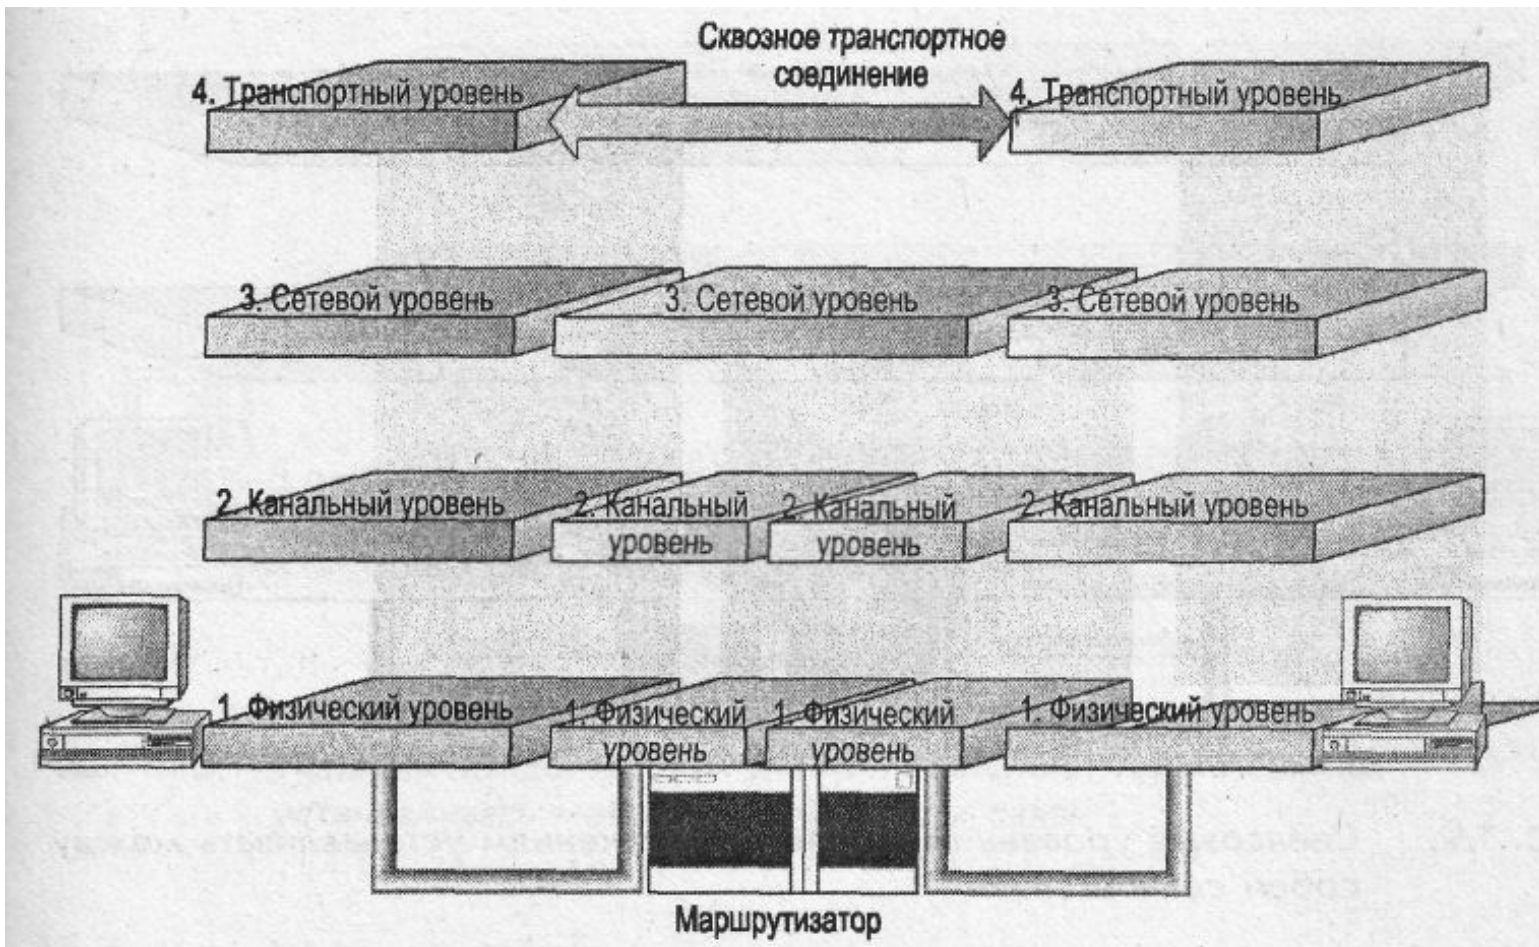 Сквозное транспортное
соединение
4. Транспортный уровень
4. Транспортный уровень
3. Сетевой уровень
3. Сетевой уровень
3. Сетевой уровень
2. Канальный уровень
2. Канальный
уровень
2. Канальный
уровень
2. Канальный уровень
1. Физический уровень
1. Физический
уровень
1. Физический
уровень
1. Физический уровень
Маршрутизатор